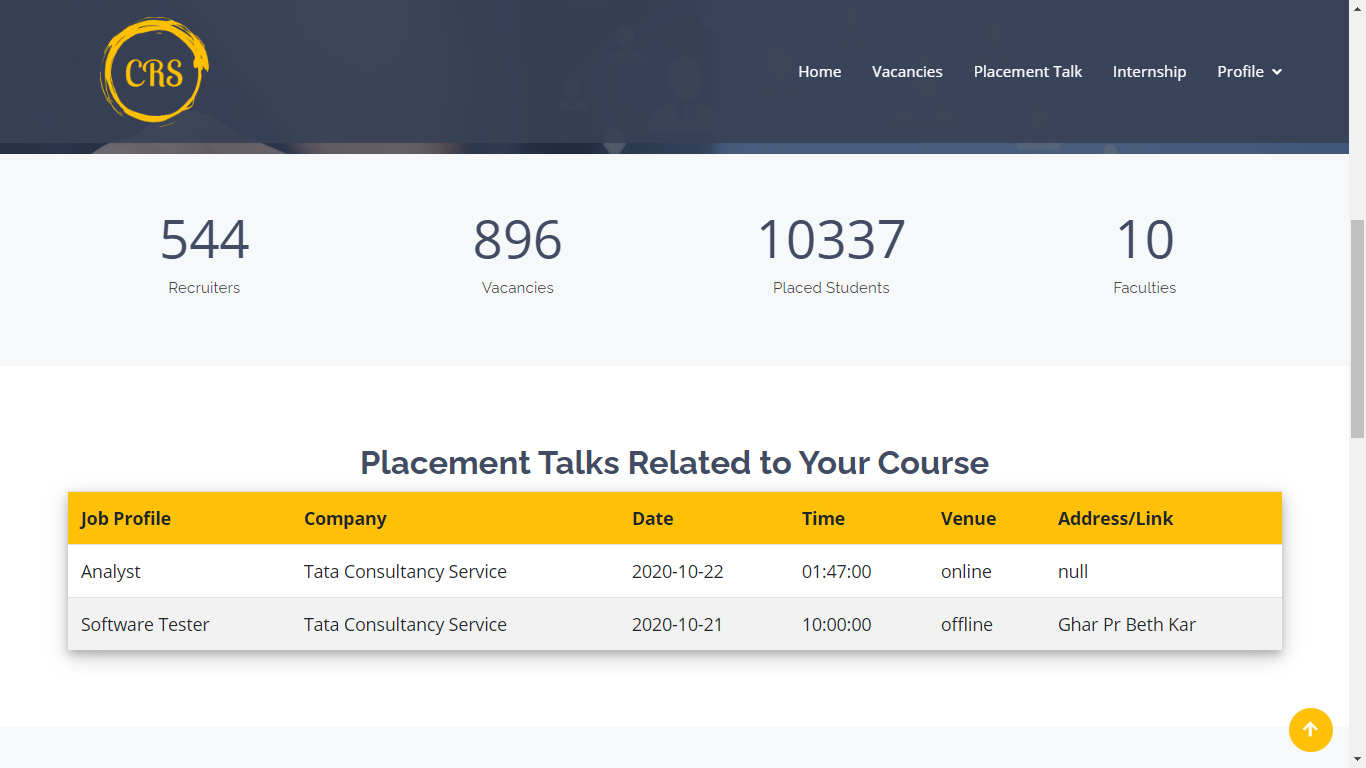 CRS
Home Vacancies Placement Talk Internship Profile
544 896 10337 10
Recruiters Vacancies Placed Students Faculties
Placement Talks Related to Your Course
Job Profile Company Date Time Venue Address/Link
Analyst Tata Consultancy Service 2020-10-22 01:47:00 online null
Software Tester Tata Consultancy Service 2020-10-21 10:00:00 offline Ghar Pr Beth Kar